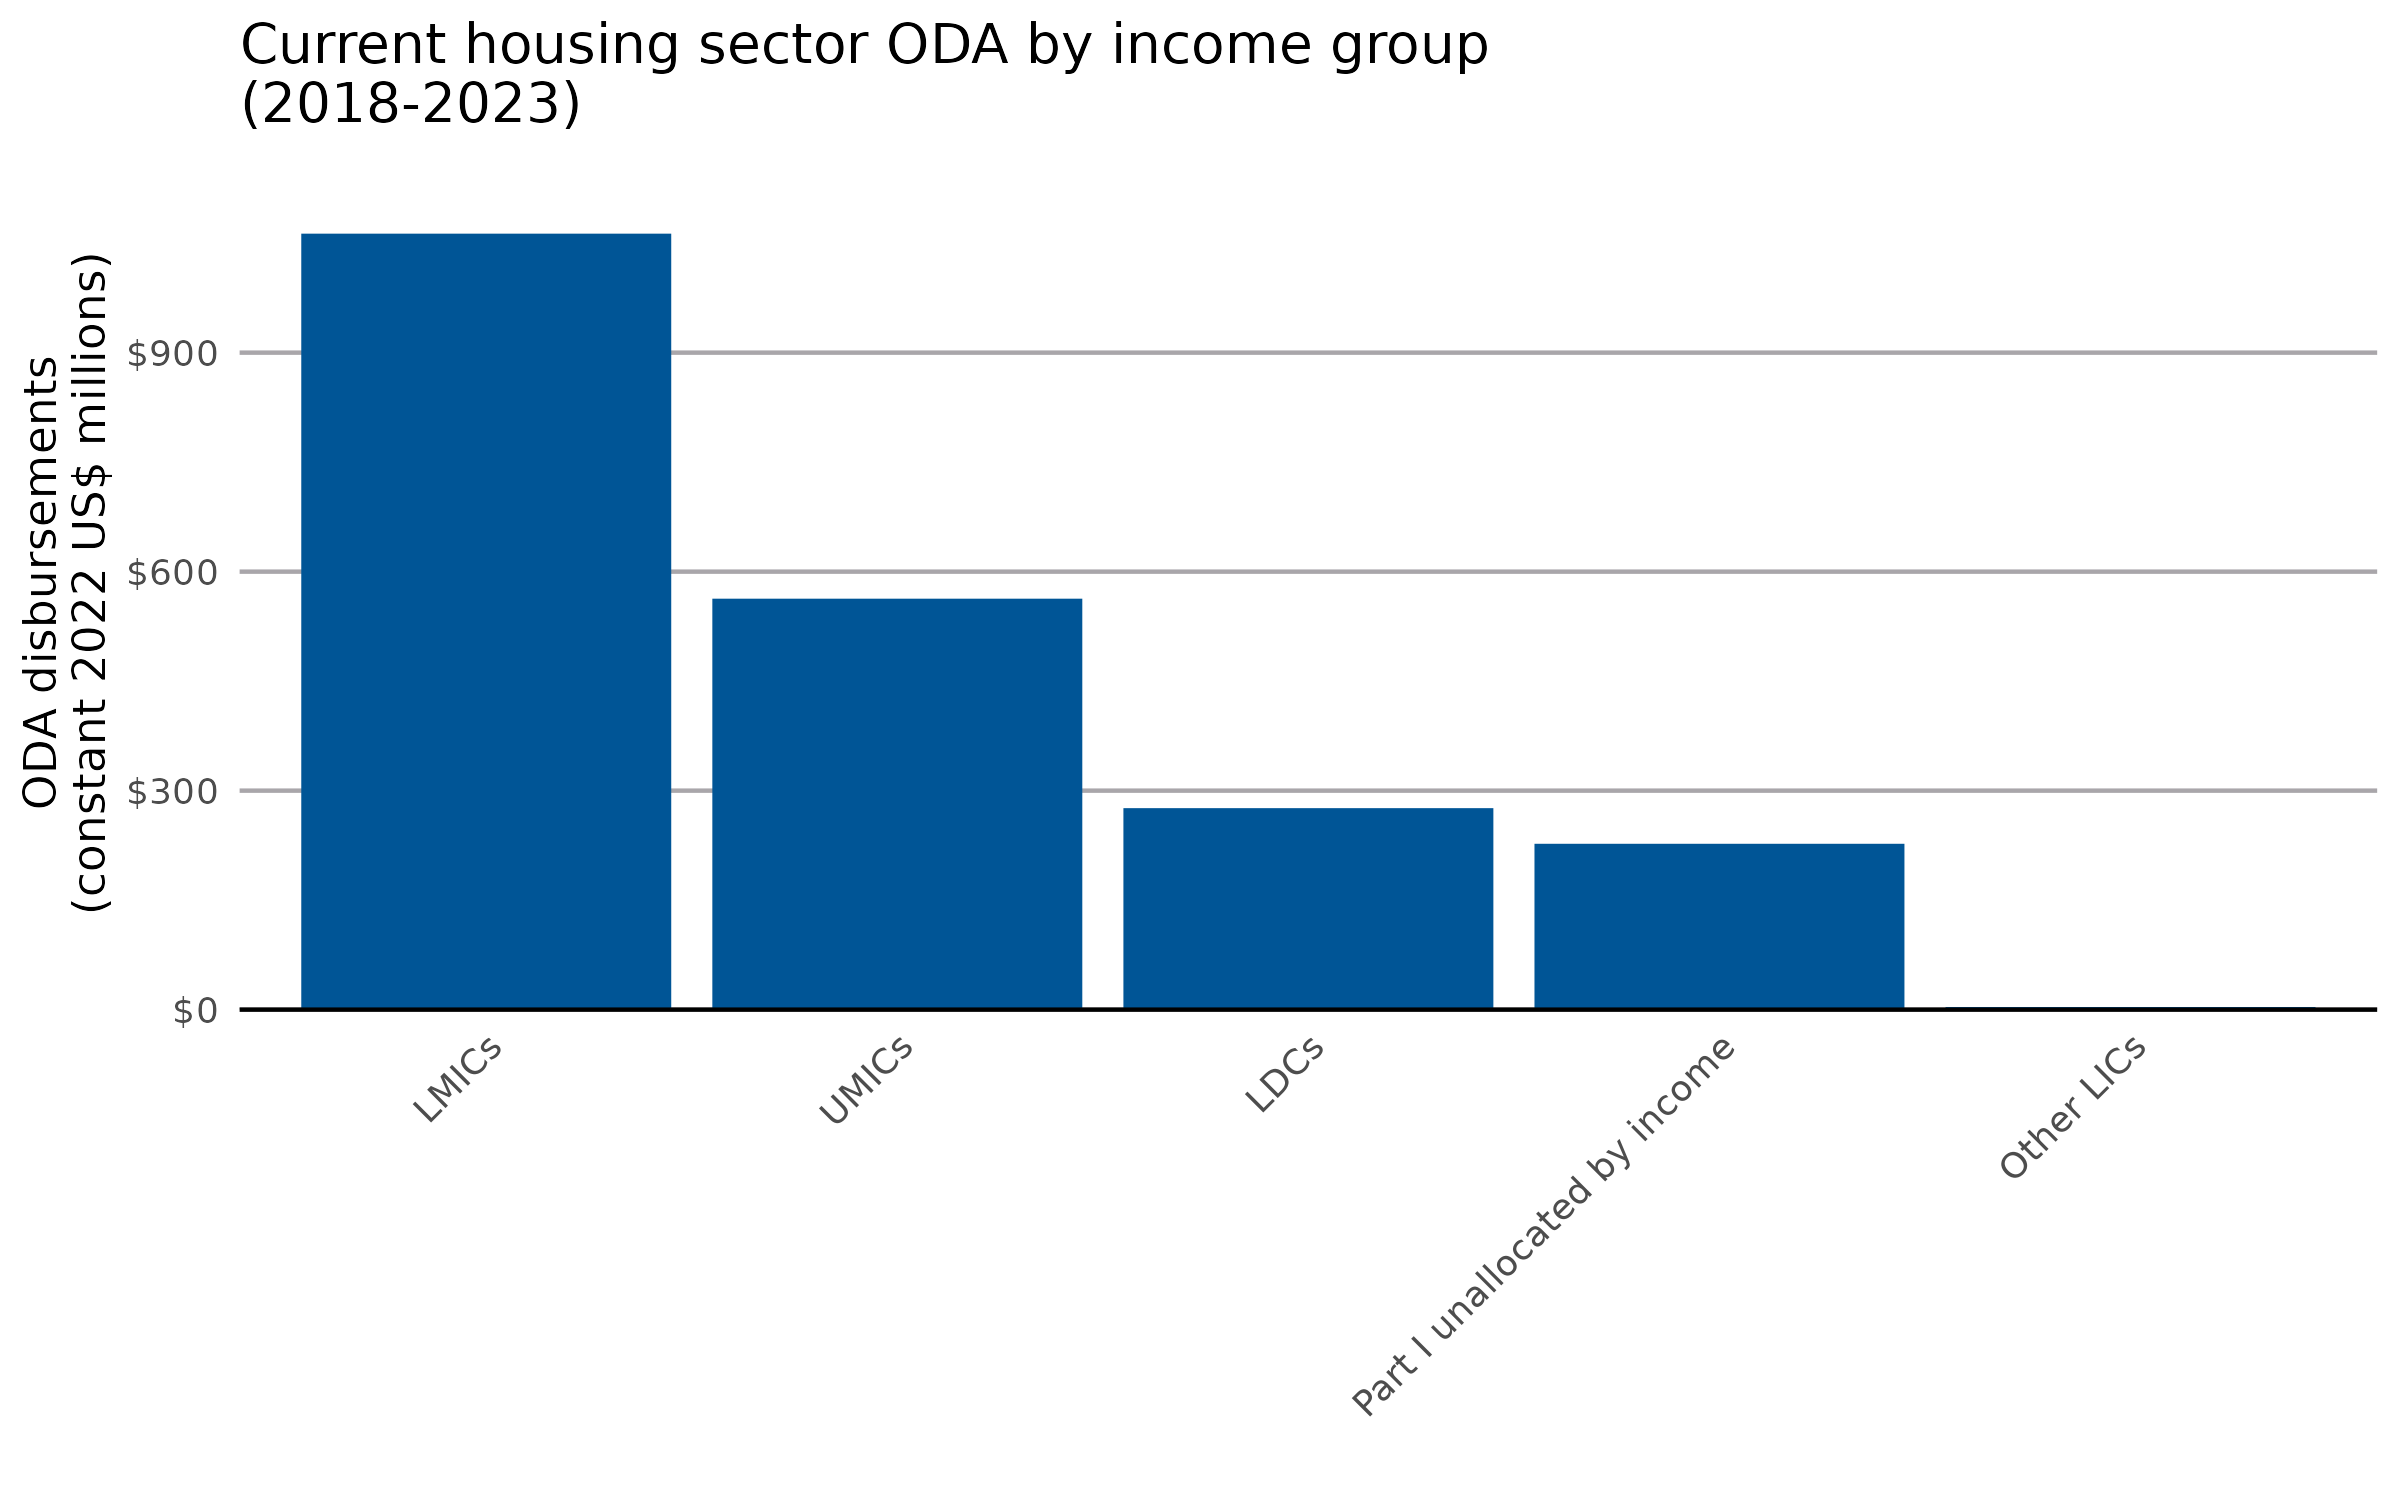 Current housing sector ODA by income group
(2018-2023)
ODA disbursements
(constant 2022 US$ millions)
$900
$600
$300
$0
LMICs
UMICs
LDCs
Part I unallocated by income
Other LICs